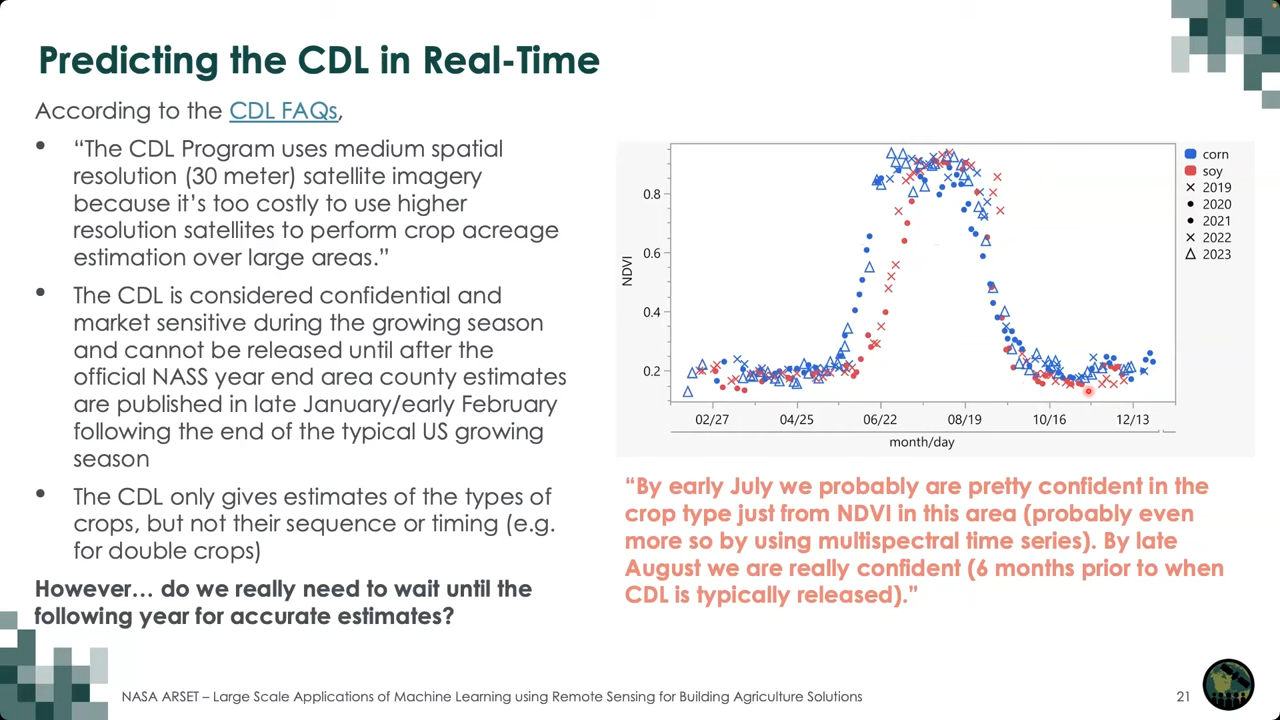 Predicting the CDL in Real-Time
According to the CDL FAQs,
• “The CDL Program uses medium spatial
resolution (30 meter) satellite imagery
because it’s too costly to use higher
resolution satellites to perform crop acreage
estimation over large areas.”
• The CDL is considered confidential and
market sensitive during the growing season
and cannot be released until after the
official NASS year end area county estimates
are published in late January/early February
following the end of the typical US growing
season
• The CDL only gives estimates of the types of
crops, but not their sequence or timing (e.g.
for double crops)
However… do we really need to wait until the
following year for accurate estimates?
NDVI
0.8
0.6
0.4
0.2
02/27 04/25 06/22 08/19 10/16 12/13
month/day
corn
soy
2019
2020
2021
2022
2023
“By early July we probably are pretty confident in the
crop type just from NDVI in this area (probably even
more so by using multispectral time series). By late
August we are really confident (6 months prior to when
CDL is typically released).”
NASA ARSET – Large Scale Applications of Machine Learning using Remote Sensing for Building Agriculture Solutions
21